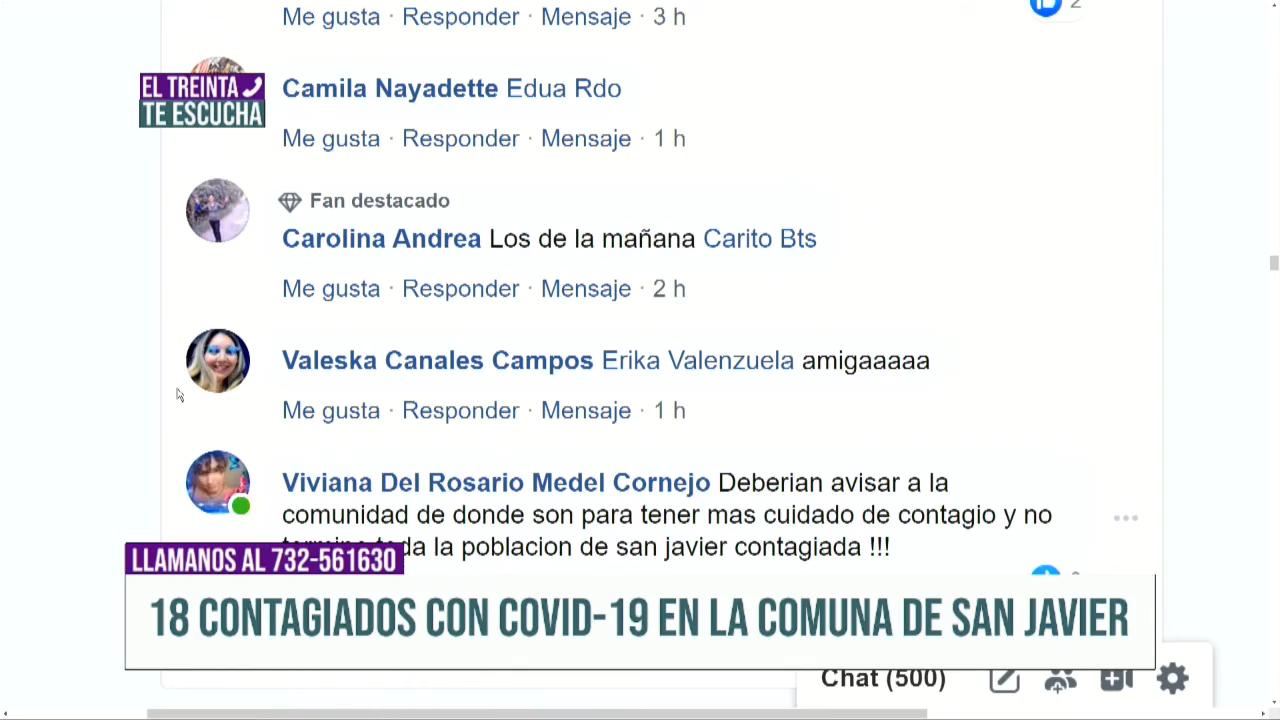 Me gusta · Responder · Mensaje · 3 h
2
EL TREINTA
TE ESCUCHA
Camila Nayadette Edua Rdo
Me gusta · Responder · Mensaje · 1 h
Fan destacado
Carolina Andrea Los de la mañana Carito Bts
Me gusta · Responder · Mensaje · 2 h
Valeska Canales Campos Erika Valenzuela amigaaaaa
Me gusta · Responder · Mensaje · 1 h
Viviana Del Rosario Medel Cornejo Deberian avisar a la
comunidad de donde son para tener mas cuidado de contagio y no
la poblacion de san javier contagiada !!!
LLAMANOS AL 732-561630
18 CONTAGIADOS CON COVID-19 EN LA COMUNA DE SAN JAVIER
Chat (500)